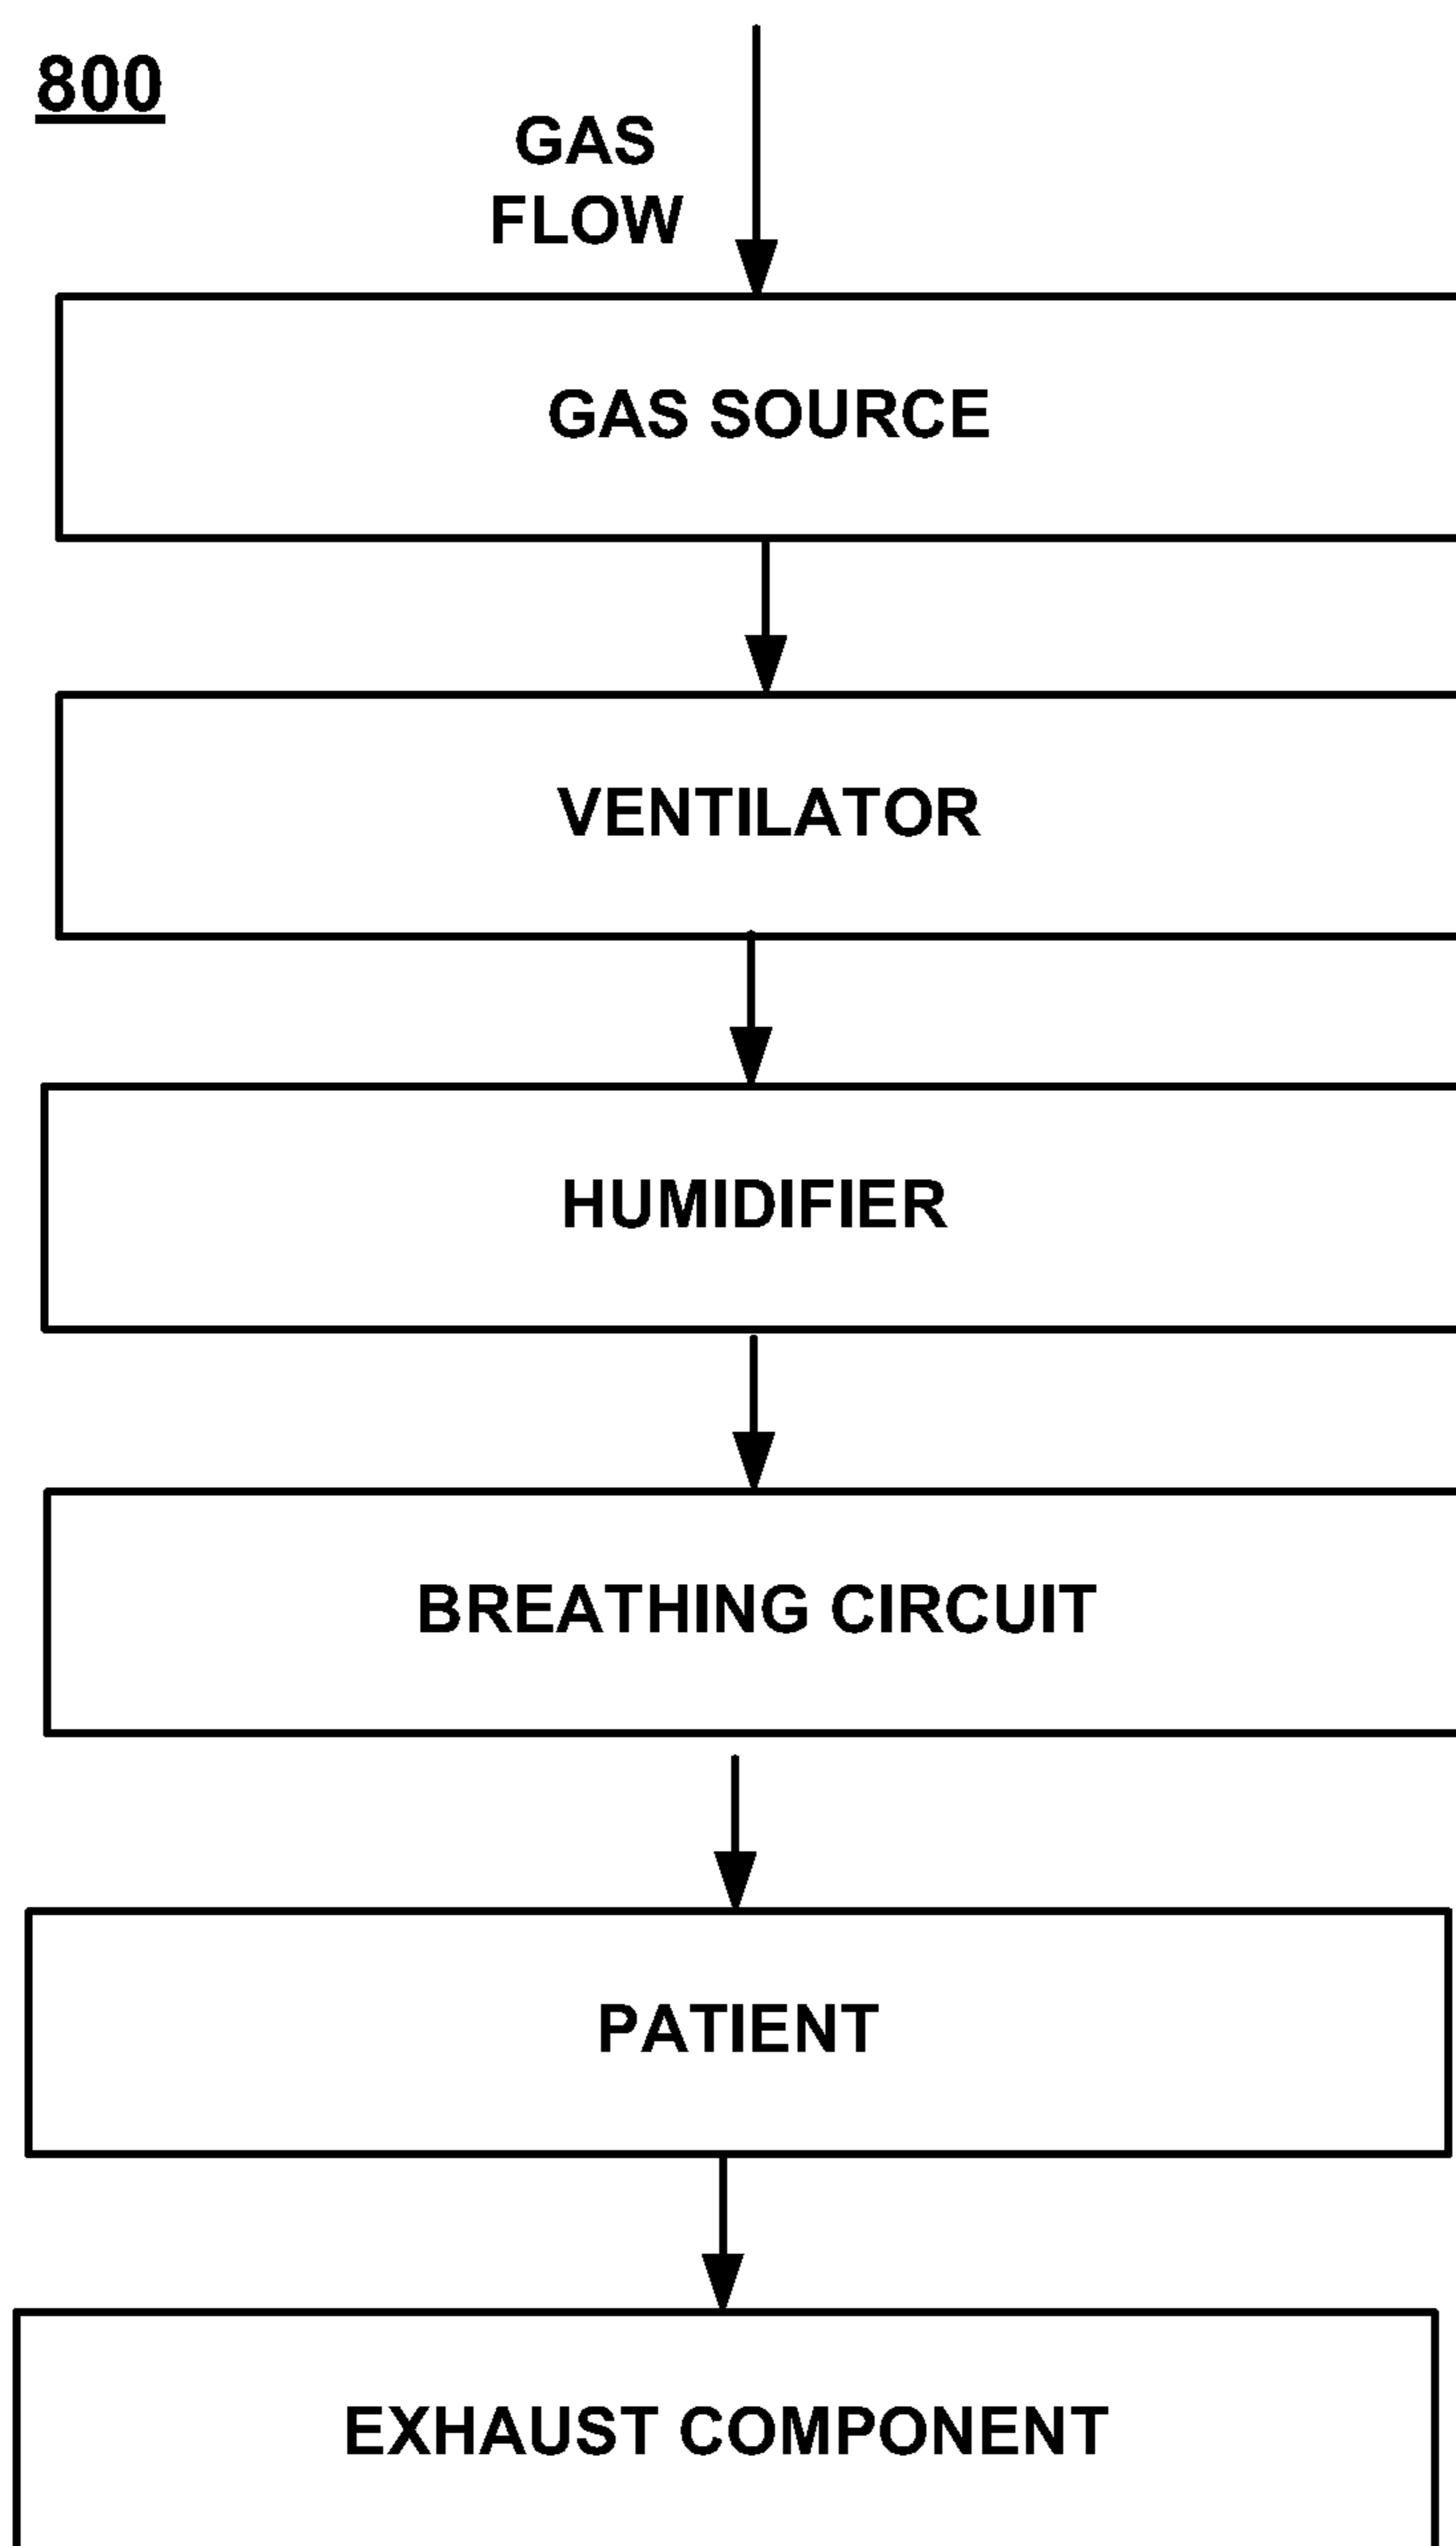 800
GAS
FLOW
GAS SOURCE
VENTILATOR
HUMIDIFIER
BREATHING CIRCUIT
PATIENT
EXHAUST COMPONENT